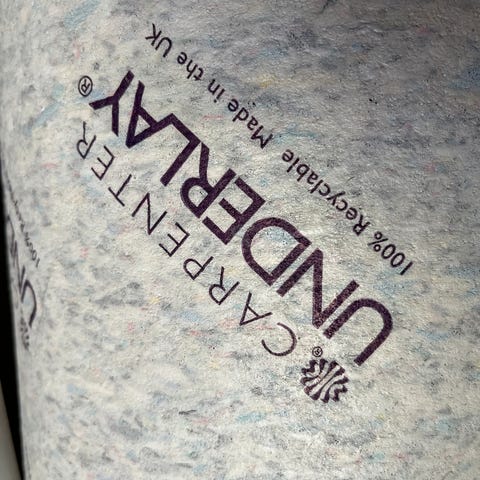 ® CARPENTER
UNDERLAY®
100% Recyclable Made in the UK